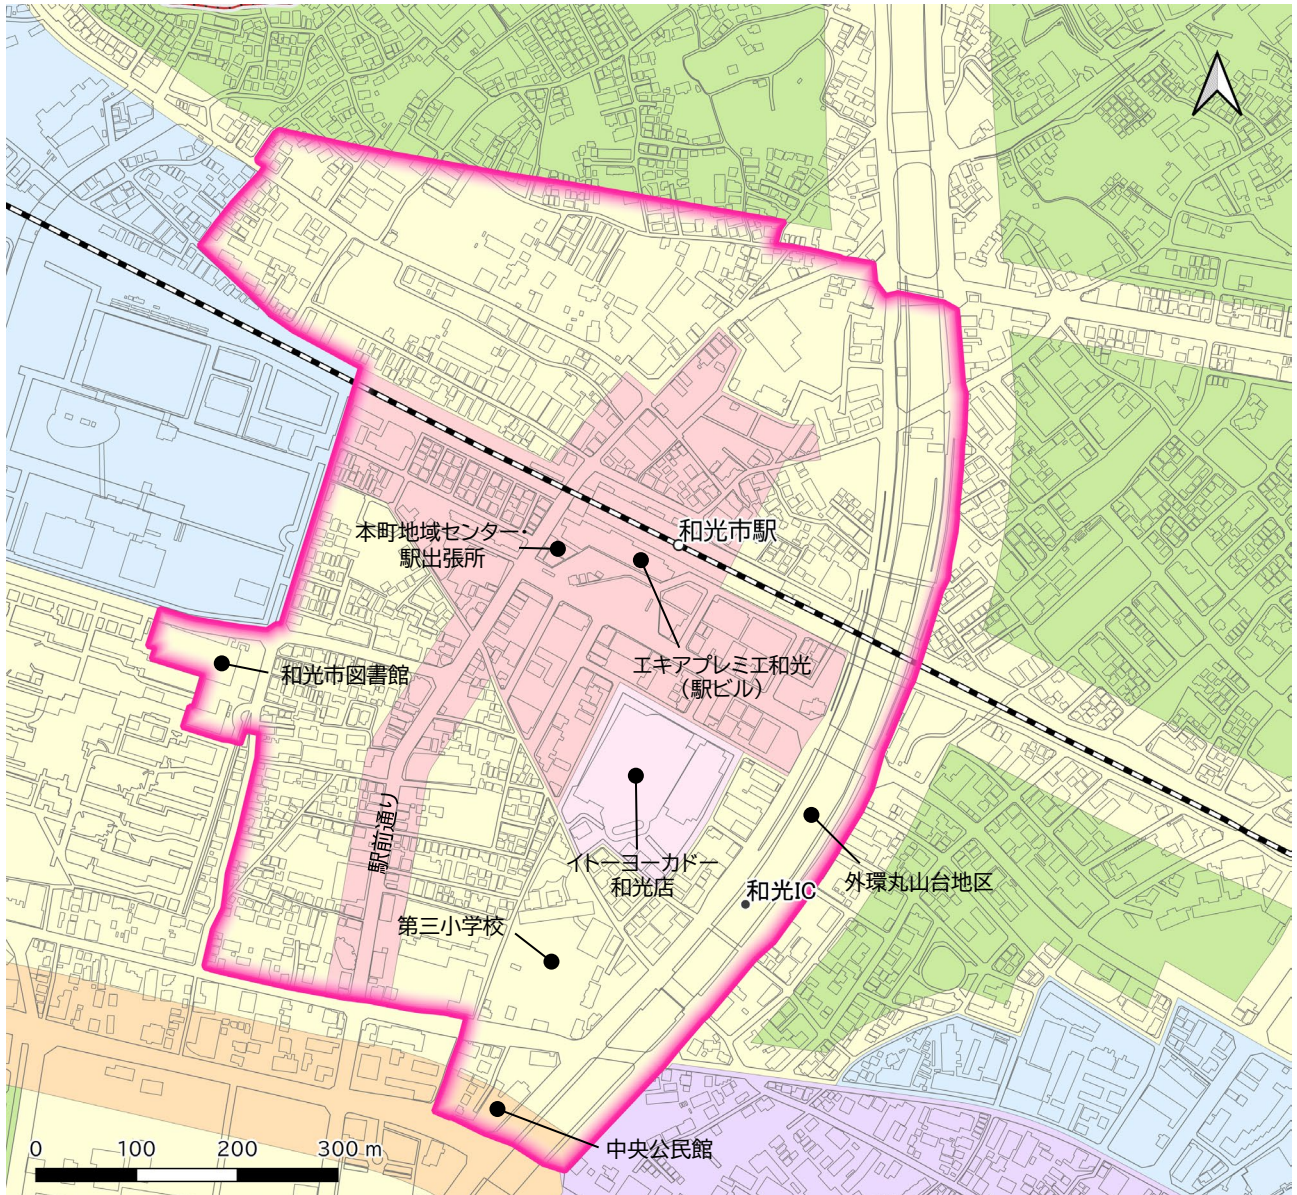 和光市駅
本町地域センター・
駅出張所
エキアプレミエ和光
(駅ビル)
和光市図書館
駅前通り
イトーヨーカドー
和光店
外環丸山台地区
和光IC
第三小学校
中央公民館
0 100 200 300 m